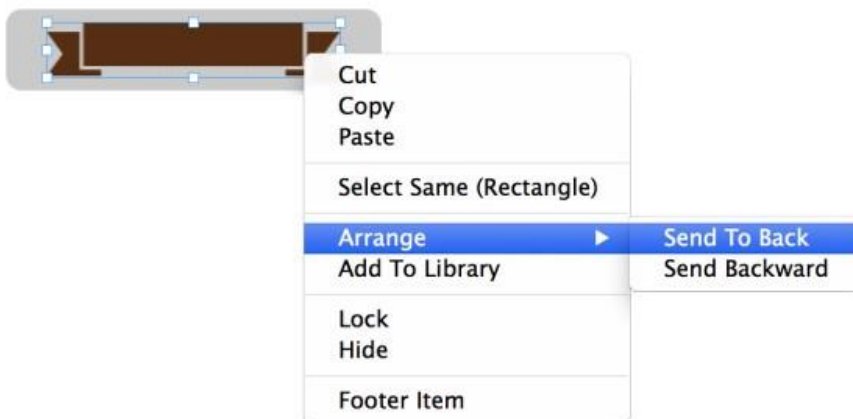 Cut
Copy
Paste
Select Same (Rectangle)
Arrange
Send To Back
Add To Library
Send Backward
Lock
Hide
Footer Item